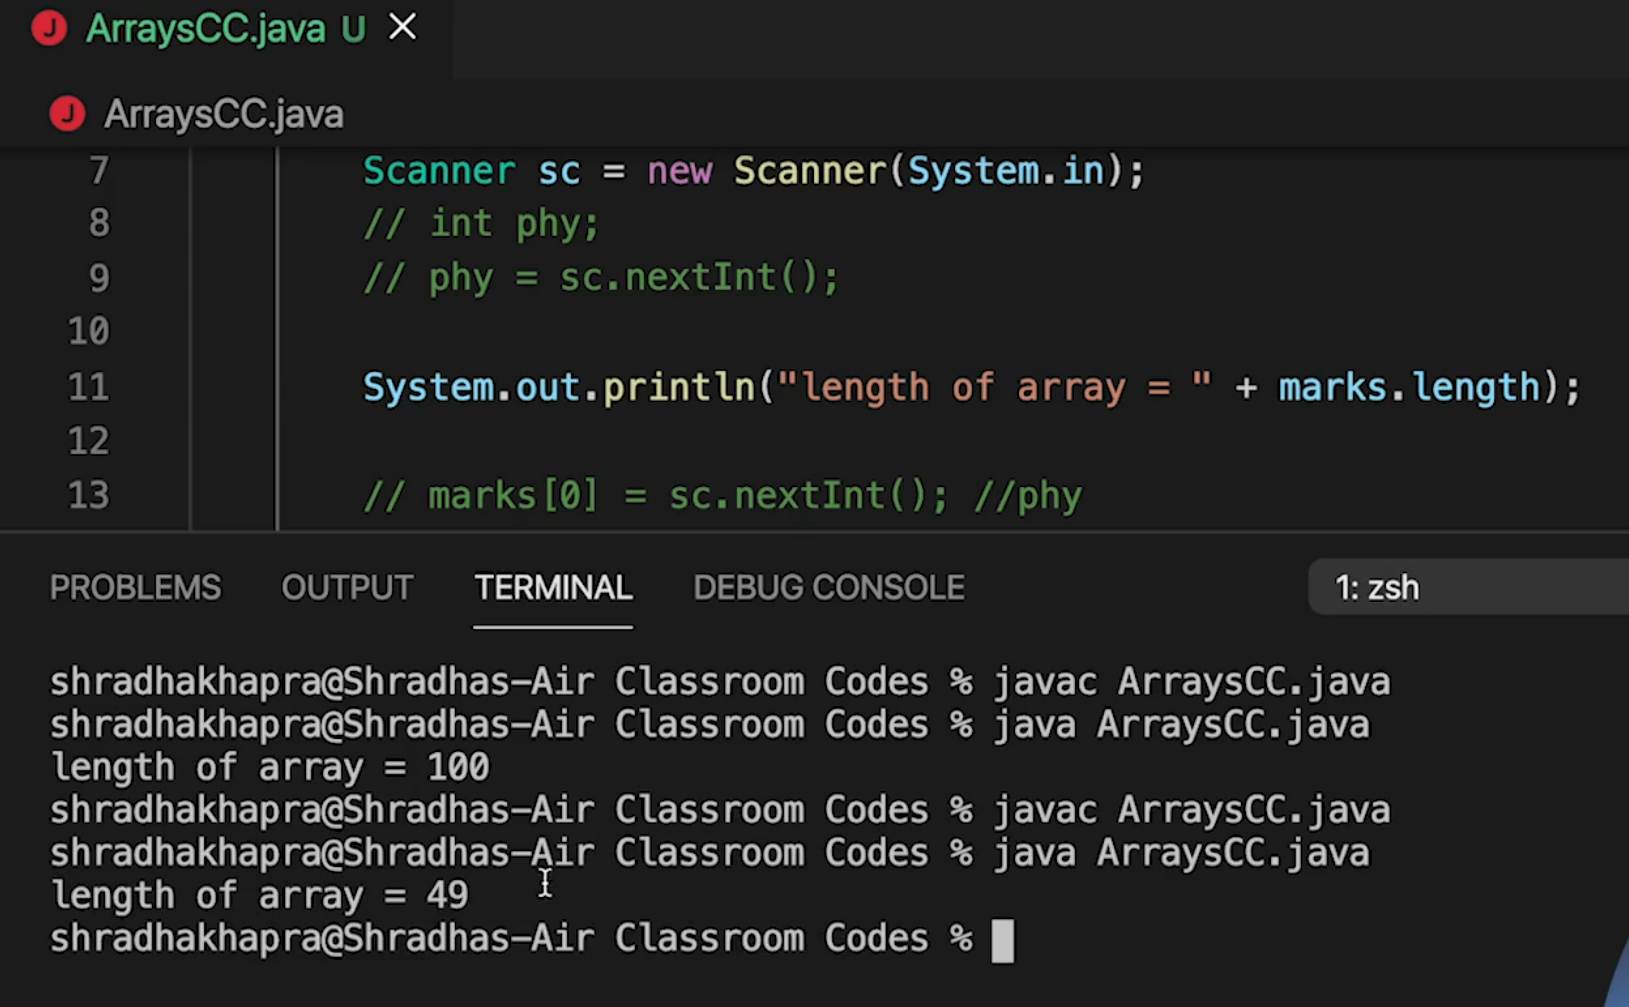 J ArraysCC.java U ×
J ArraysCC.java
7 Scanner sc = new Scanner(System.in);
8 // int phy;
9 // phy = sc.nextInt();
10
11 System.out.println("length of array = " + marks.length);
12
13 // marks[0] = sc.nextInt(); //phy
PROBLEMS OUTPUT TERMINAL DEBUG CONSOLE 1: zsh
shradhakhapra@Shradhas-Air Classroom Codes % javac ArraysCC.java
shradhakhapra@Shradhas-Air Classroom Codes % java ArraysCC.java
length of array = 100
shradhakhapra@Shradhas-Air Classroom Codes % javac ArraysCC.java
shradhakhapra@Shradhas-Air Classroom Codes % java ArraysCC.java
length of array = 49
shradhakhapra@Shradhas-Air Classroom Codes %